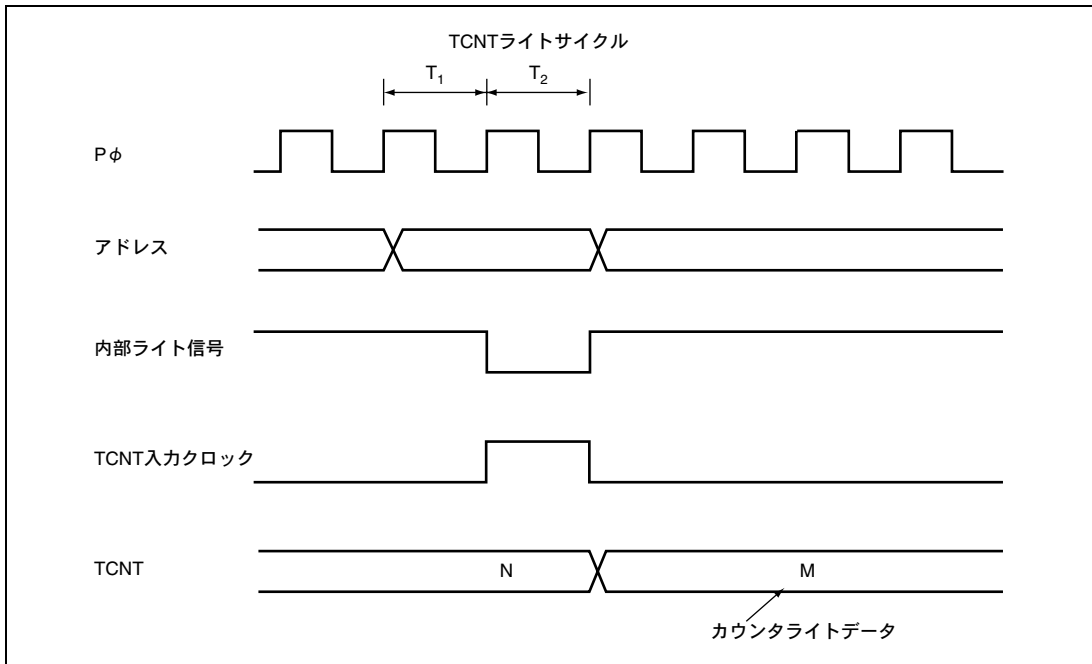 TCNTライトサイクル
T1 T2
Pφ
アドレス
内部ライト信号
TCNT入力クロック
TCNT N M
カウンタライトデータ